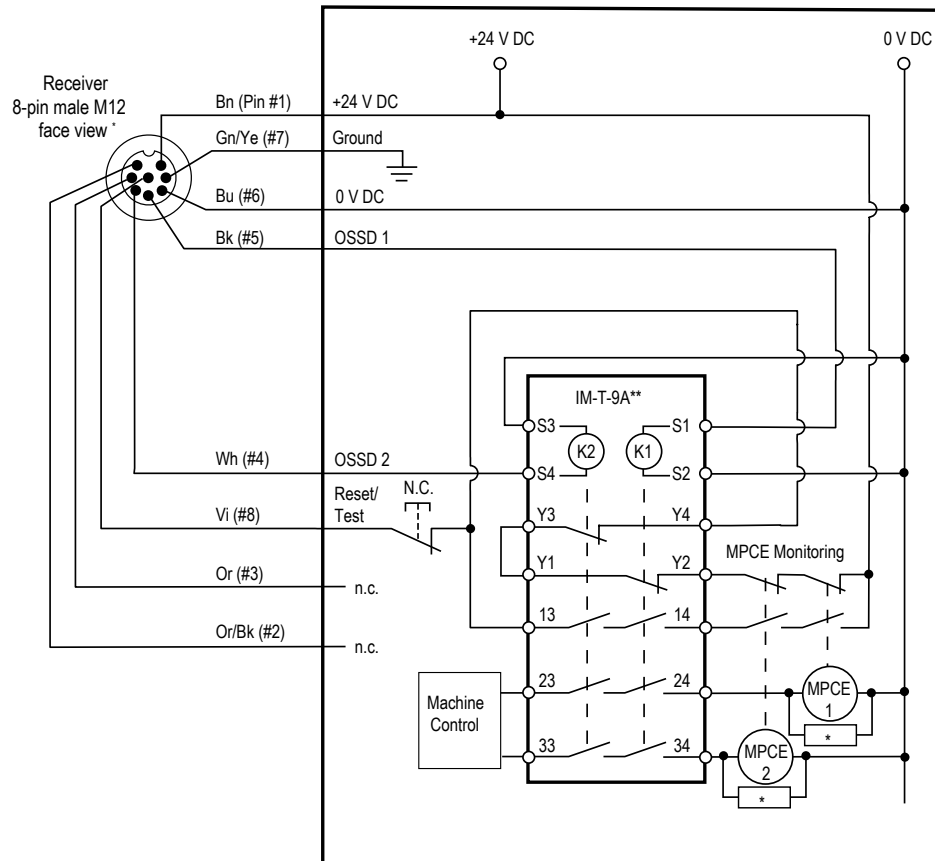 +24 V DC
0 V DC
Receiver
8-pin male M12
face view *
Bn (Pin #1)
+24 V DC
Gn/Ye (#7)
Ground
Bu (#6)
0 V DC
Bk (#5)
OSSD 1
IM-T-9A**
S3
S1
K2
K1
Wh (#4)
OSSD 2
S4
S2
Reset/
Test
N.C.
Vi (#8)
Y3
Y4
MPCE Monitoring
Or (#3)
n.c.
Y1
Y2
13
14
Or/Bk (#2)
n.c.
Machine
Control
23
24
MPCE
1
*
33
34
MPCE
2
*